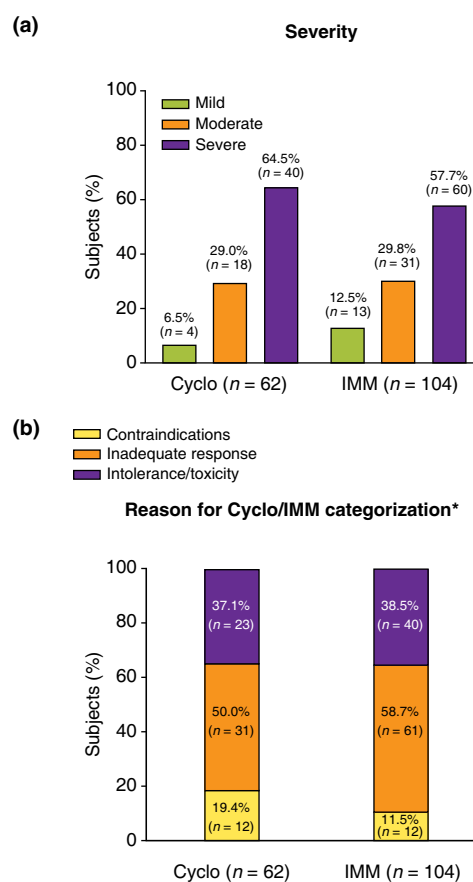 (a)
Severity
Subjects (%)
100
80
60
40
20
0
Mild
Moderate
Severe
6.5%
(n = 4)
29.0%
(n = 18)
64.5%
(n = 40)
12.5%
(n = 13)
29.8%
(n = 31)
57.7%
(n = 60)
Cyclo (n = 62)
IMM (n = 104)
(b)
Contraindications
Inadequate response
Intolerance/toxicity
Reason for Cyclo/IMM categorization*
Subjects (%)
100
80
60
40
20
0
37.1%
(n = 23)
50.0%
(n = 31)
19.4%
(n = 12)
38.5%
(n = 40)
58.7%
(n = 61)
11.5%
(n = 12)
Cyclo (n = 62)
IMM (n = 104)